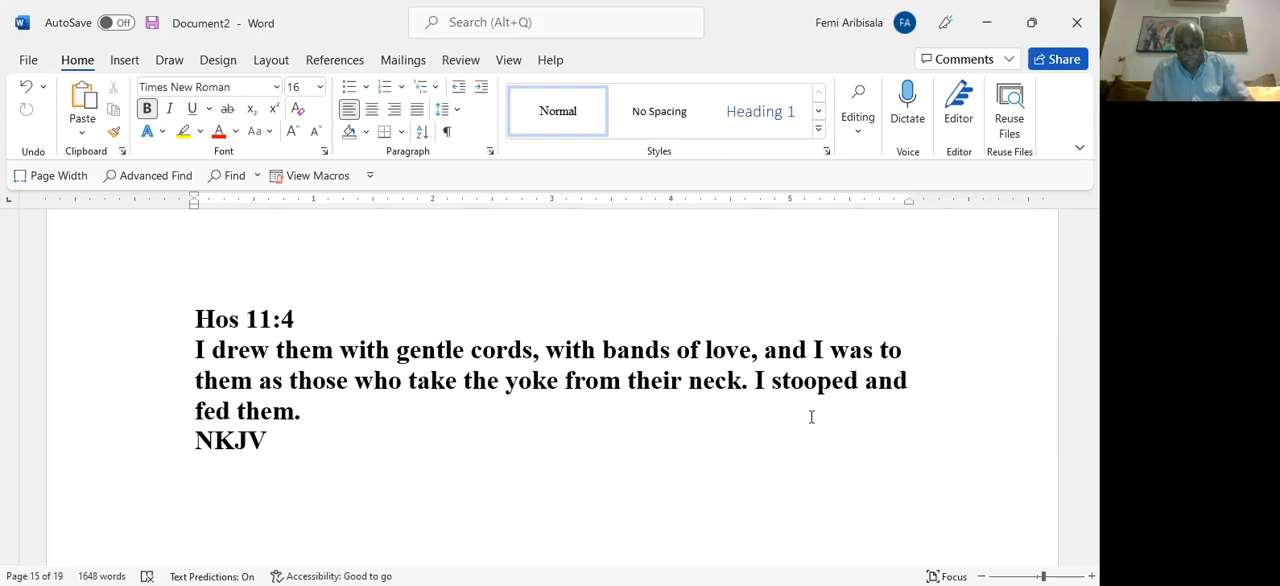 AutoSave Off Document2 - Word Search (Alt+Q) Femi Aribisala FA
File Home Insert Draw Design Layout References Mailings Review View Help Comments Share
Times New Roman 16
Paste Normal No Spacing Heading 1 Editing Dictate Editor Reuse Files
Undo Clipboard Font Paragraph Styles Voice Editor Reuse Files
Page Width Advanced Find Find View Macros
1 2 3 4 5
Hos 11:4
I drew them with gentle cords, with bands of love, and I was to
them as those who take the yoke from their neck. I stooped and
fed them.
NKJV
Page 15 of 19 1648 words Text Predictions: On Accessibility: Good to go Focus